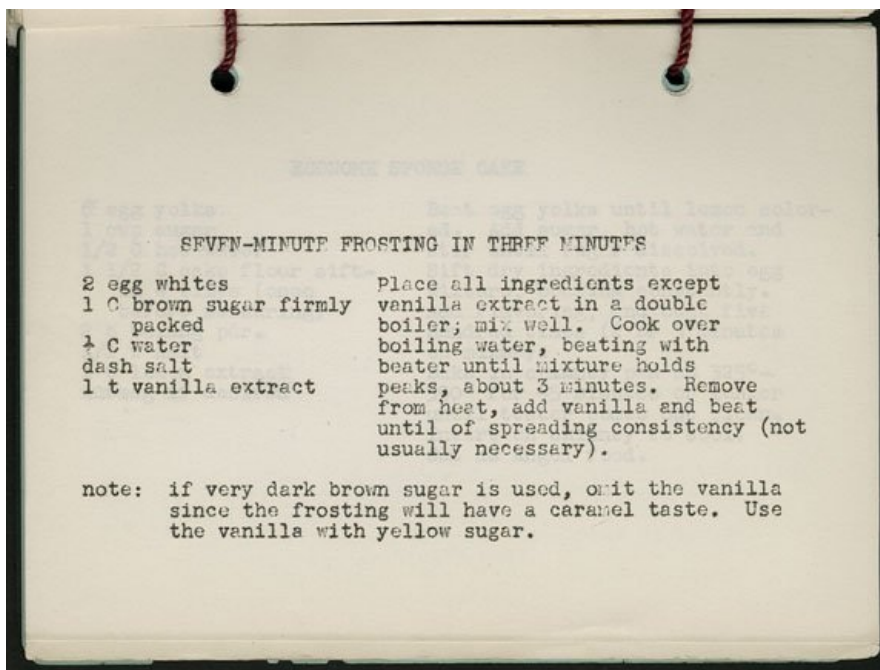 SEVEN-MINUTE FROSTING IN THREE MINUTES
2 egg whites
1 C brown sugar firmly
packed
¼ C water
dash salt
1 t vanilla extract
Place all ingredients except
vanilla extract in a double
boiler; mix well. Cook over
boiling water, beating with
beater until mixture holds
peaks, about 3 minutes. Remove
from heat, add vanilla and beat
until of spreading consistency (not
usually necessary).
note: if very dark brown sugar is used, omit the vanilla
since the frosting will have a caramel taste. Use
the vanilla with yellow sugar.